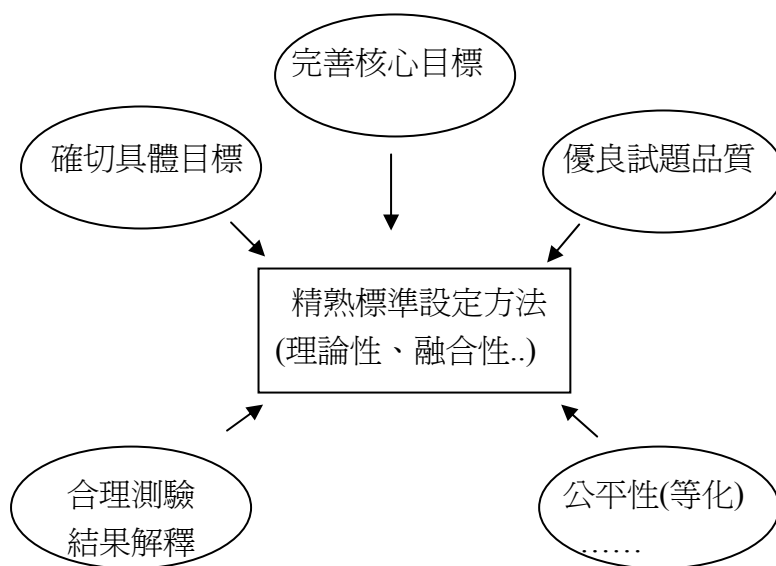 完善核心目標
確切具體目標
優良試題品質
精熟標準設定方法
(理論性、融合性..)
合理測驗
結果解釋
公平性(等化)
……